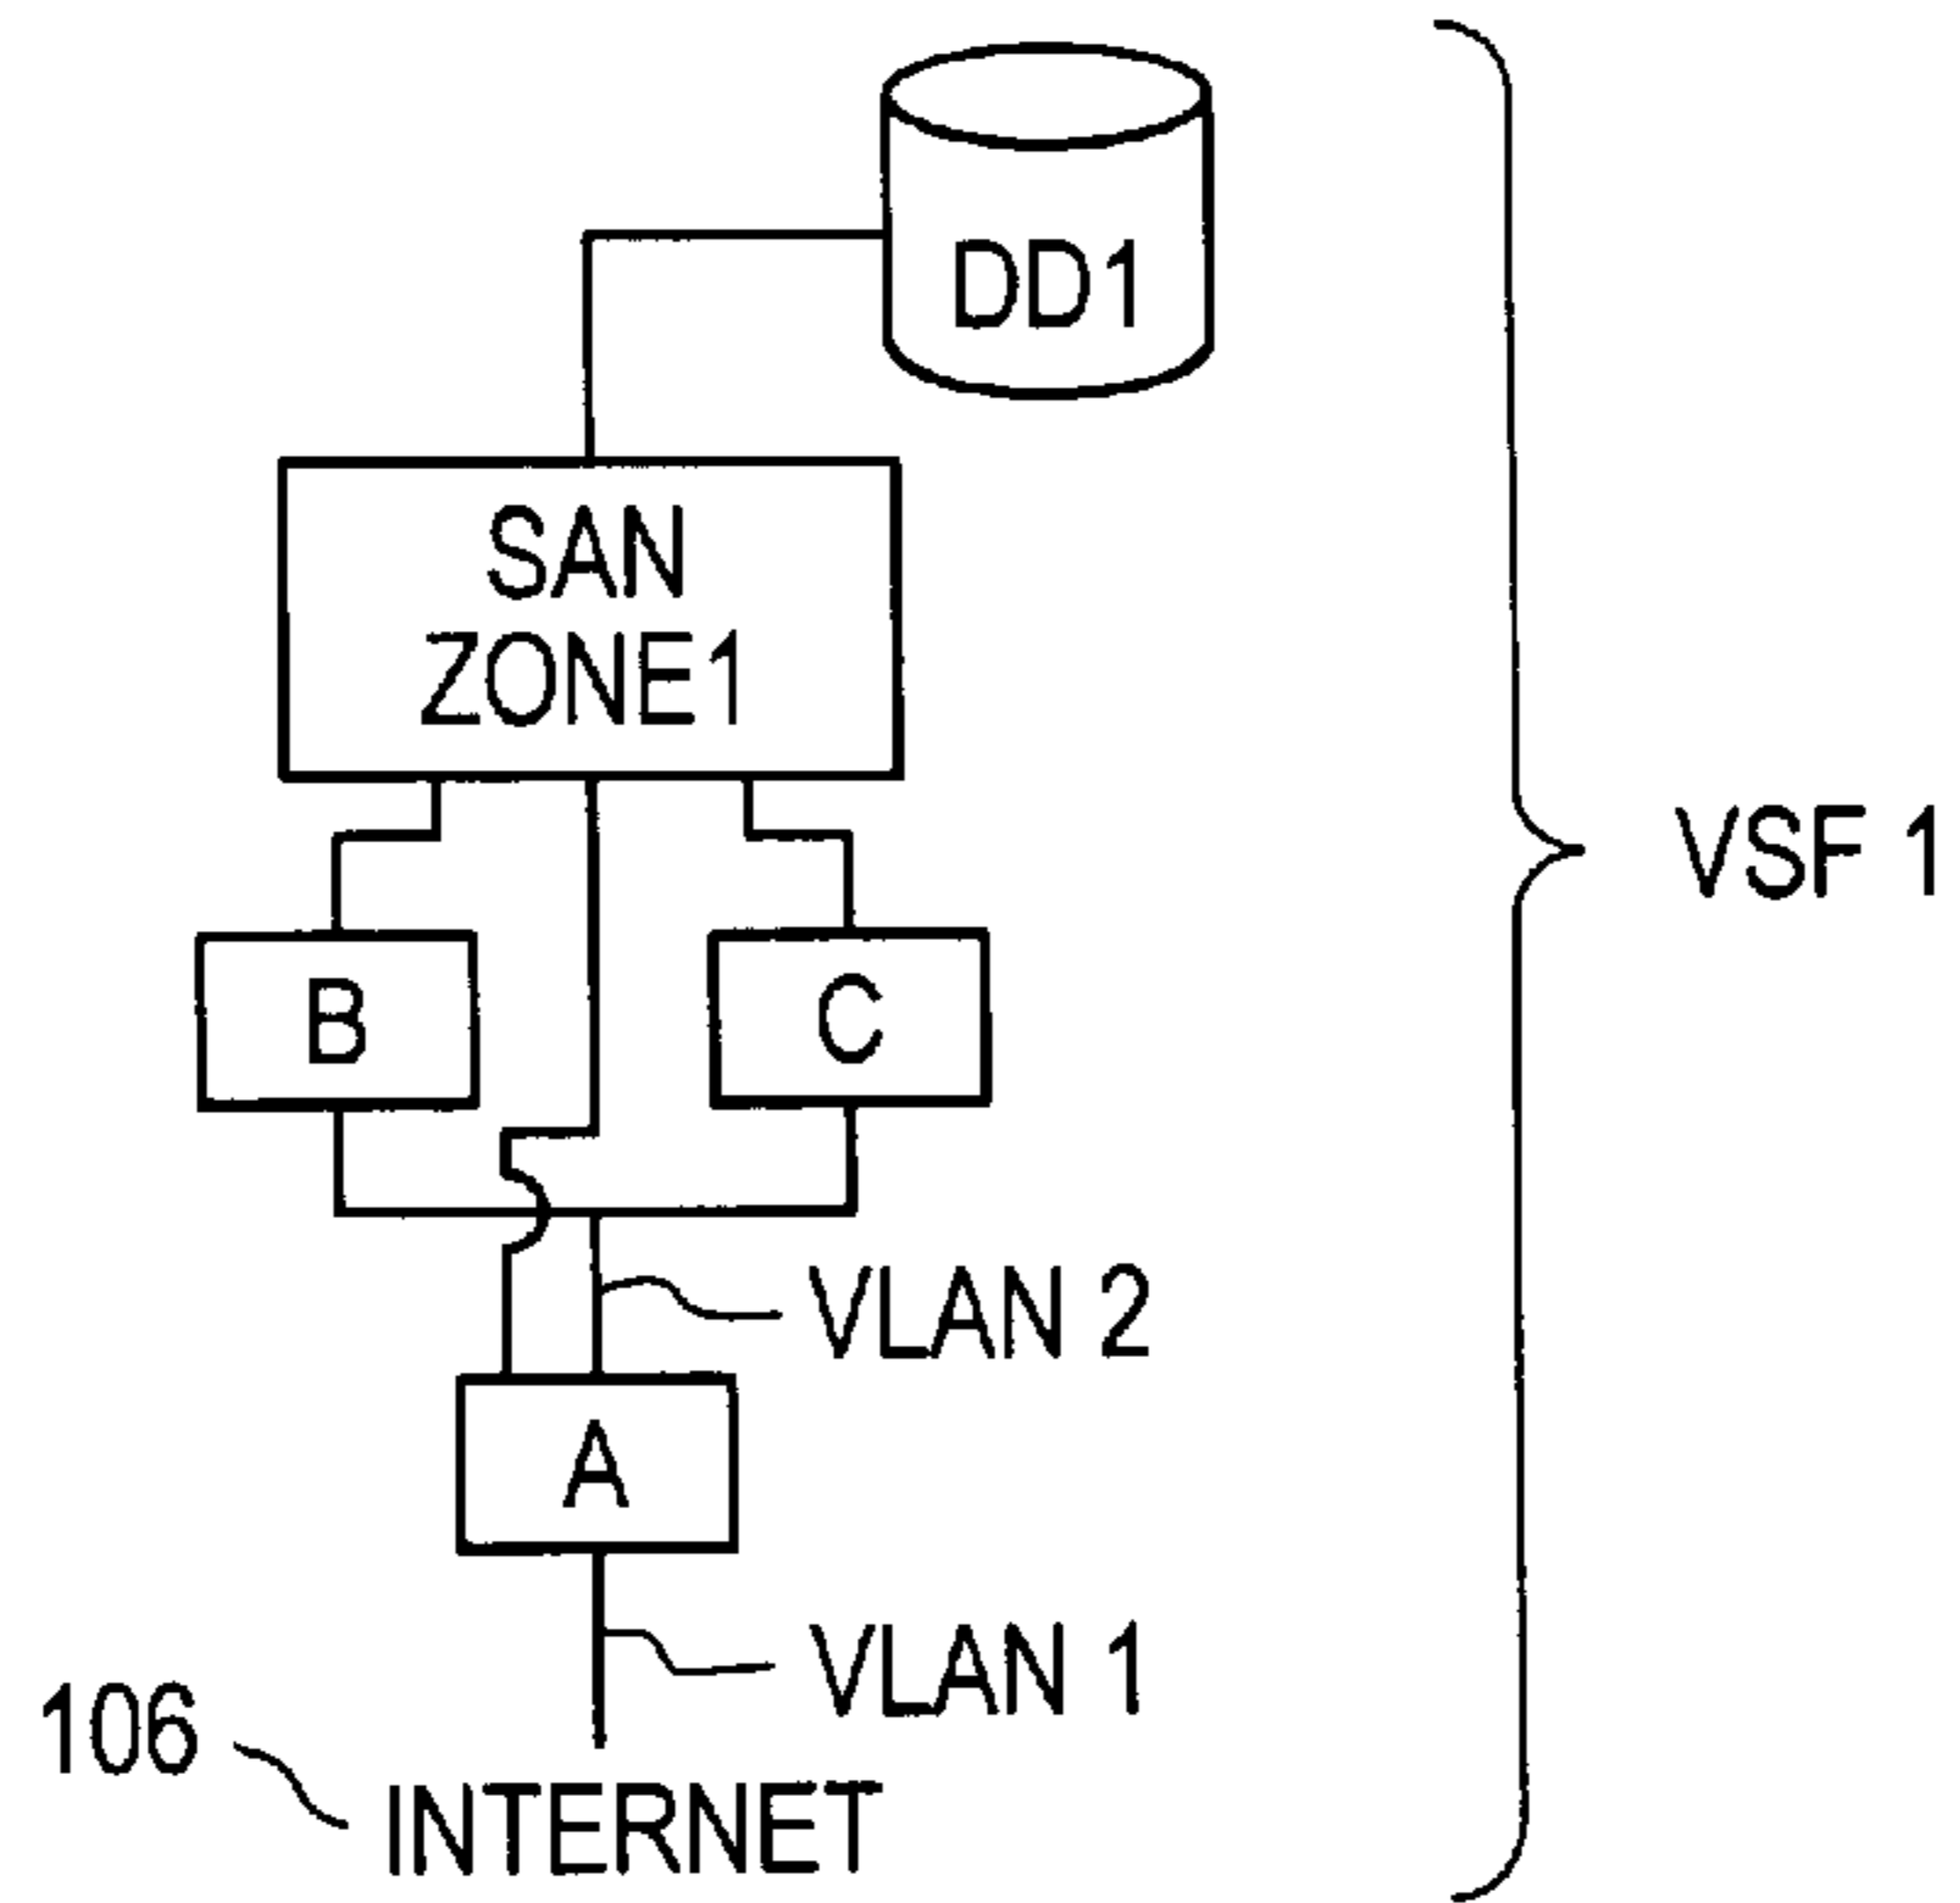 DD1
SAN
ZONE1
VSF 1
B
C
VLAN 2
A
VLAN 1
106
INTERNET